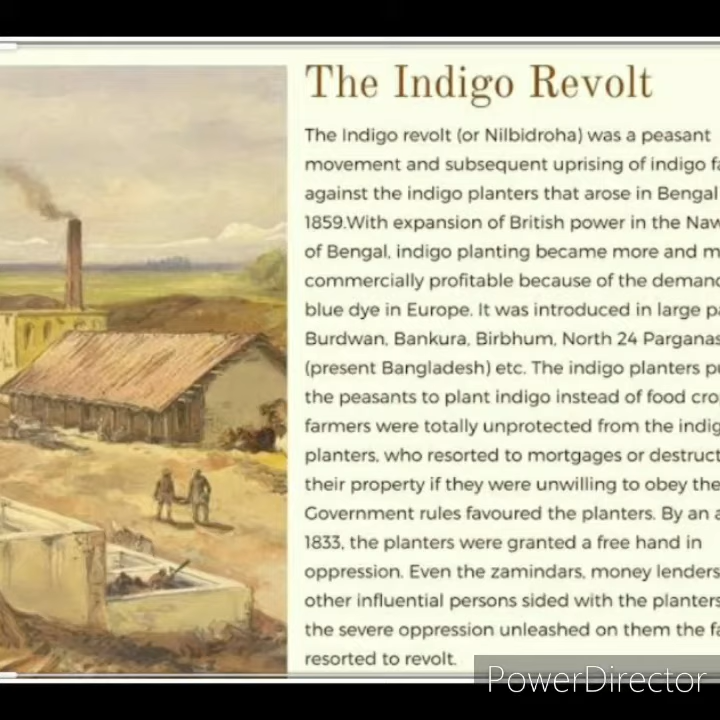 The Indigo Revolt
The Indigo revolt (or Nilbidroha) was a peasant
movement and subsequent uprising of indigo
against the indigo planters that arose in Bengal
1859.With expansion of British power in the
of Bengal, indigo planting became more and
commercially profitable because of the
blue dye in Europe. It was introduced in large
Burdwan, Bankura, Birbhum, North 24 Parganas
(present Bangladesh) etc. The indigo planters
the peasants to plant indigo instead of food
farmers were totally unprotected from the
planters, who resorted to mortgages or
their property if they were unwilling to obey
Government rules favoured the planters. By an
1833, the planters were granted a free hand in
oppression. Even the zamindars, money lenders
other influential persons sided with the planters
the severe oppression unleashed on them the
resorted to revolt.
PowerDirector